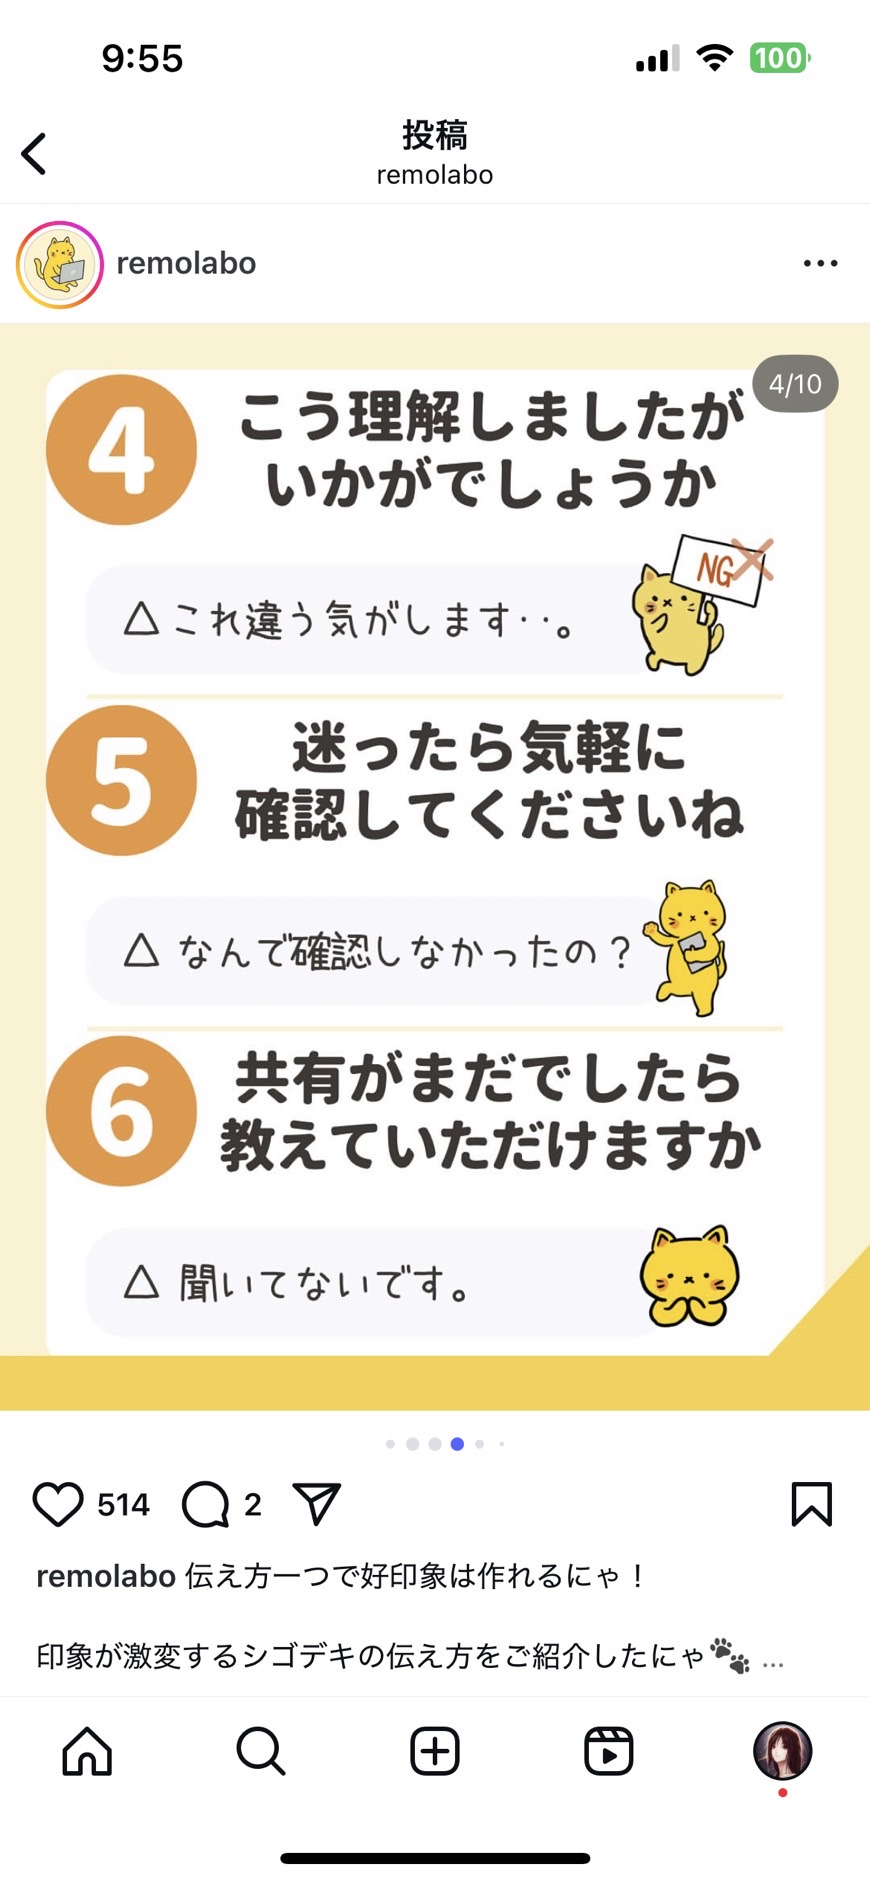 9:55
100
投稿
remolabo
remolabo
4/10
4
こう理解しましたが
いかがでしょうか
NG
△ これ違う気がします‥。
5
迷ったら気軽に
確認してくださいね
△ なんで確認しなかったの？
6
共有がまだでしたら
教えていただけますか
△ 聞いてないです。
514
2
remolabo 伝え方一つで好印象は作れるにゃ！
印象が激変するシゴデキの伝え方をご紹介したにゃ🐾 ...